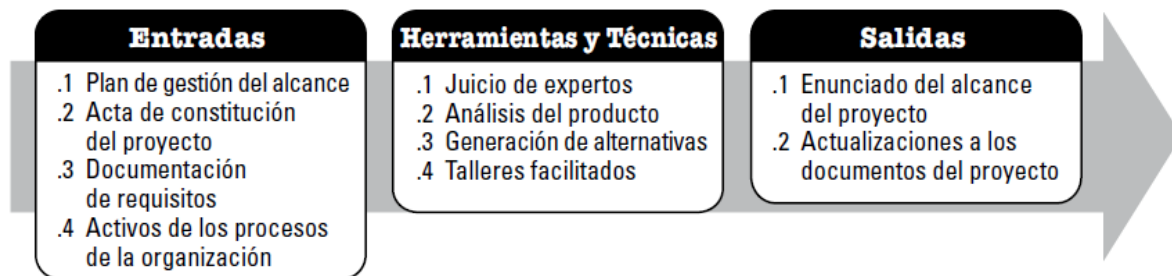 Entradas
.1 Plan de gestión del alcance
.2 Acta de constitución
del proyecto
.3 Documentación
de requisitos
.4 Activos de los procesos
de la organización
Herramientas y Técnicas
.1 Juicio de expertos
.2 Análisis del producto
.3 Generación de alternativas
.4 Talleres facilitados
Salidas
.1 Enunciado del alcance
del proyecto
.2 Actualizaciones a los
documentos del proyecto